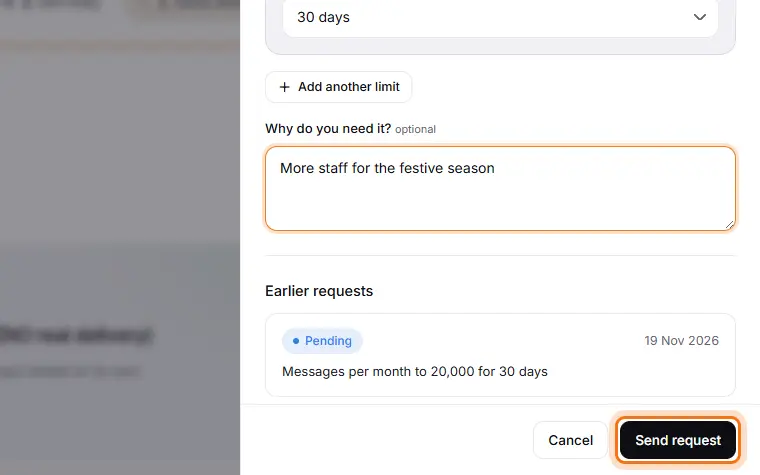 30 days
+ Add another limit
Why do you need it? optional
More staff for the festive season
Earlier requests
Pending
19 Nov 2026
Messages per month to 20,000 for 30 days
Cancel
Send request